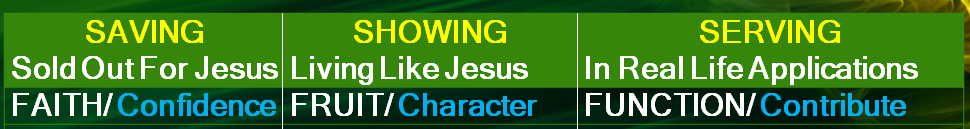 SAVING SHOWING SERVING
Sold Out For Jesus Living Like Jesus In Real Life Applications
FAITH/ Confidence FRUIT/ Character FUNCTION/ Contribute